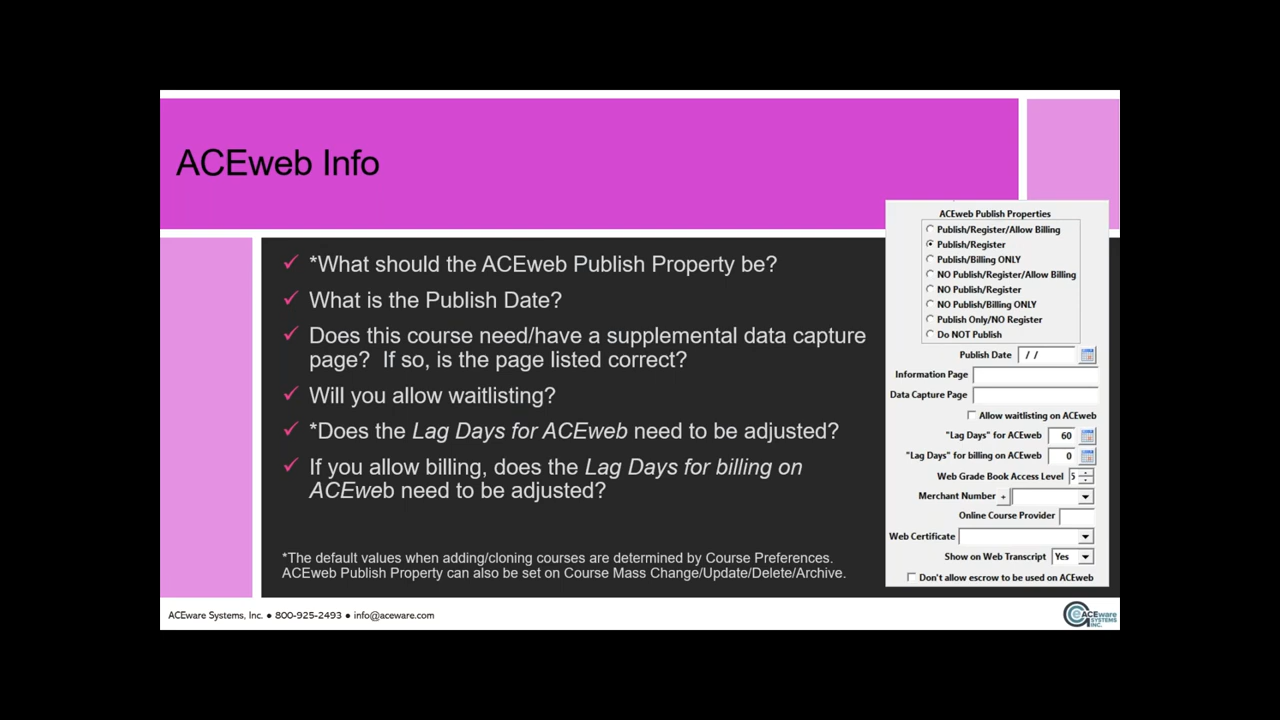 ACEweb Info
✓ *What should the ACEweb Publish Property be?
✓ What is the Publish Date?
✓ Does this course need/have a supplemental data capture
page?  If so, is the page listed correct?
✓ Will you allow waitlisting?
✓ *Does the Lag Days for ACEweb need to be adjusted?
✓ If you allow billing, does the Lag Days for billing on
ACEweb need to be adjusted?
*The default values when adding/cloning courses are determined by Course Preferences.
ACEweb Publish Property can also be set on Course Mass Change/Update/Delete/Archive.
ACEweb Publish Properties
Publish/Register/Allow Billing
Publish/Register
Publish/Billing ONLY
NO Publish/Register/Allow Billing
NO Publish/Register
NO Publish/Billing ONLY
Publish Only/NO Register
Do NOT Publish
Publish Date / /
Information Page
Data Capture Page
Allow waitlisting on ACEweb
"Lag Days" for ACEweb 60
"Lag Days" for billing on ACEweb 0
Web Grade Book Access Level 5
Merchant Number +
Online Course Provider
Web Certificate
Show on Web Transcript Yes
Don't allow escrow to be used on ACEweb
ACEware Systems, Inc. ● 800-925-2493 ● info@aceware.com
ACEware
SYSTEMS
INC.